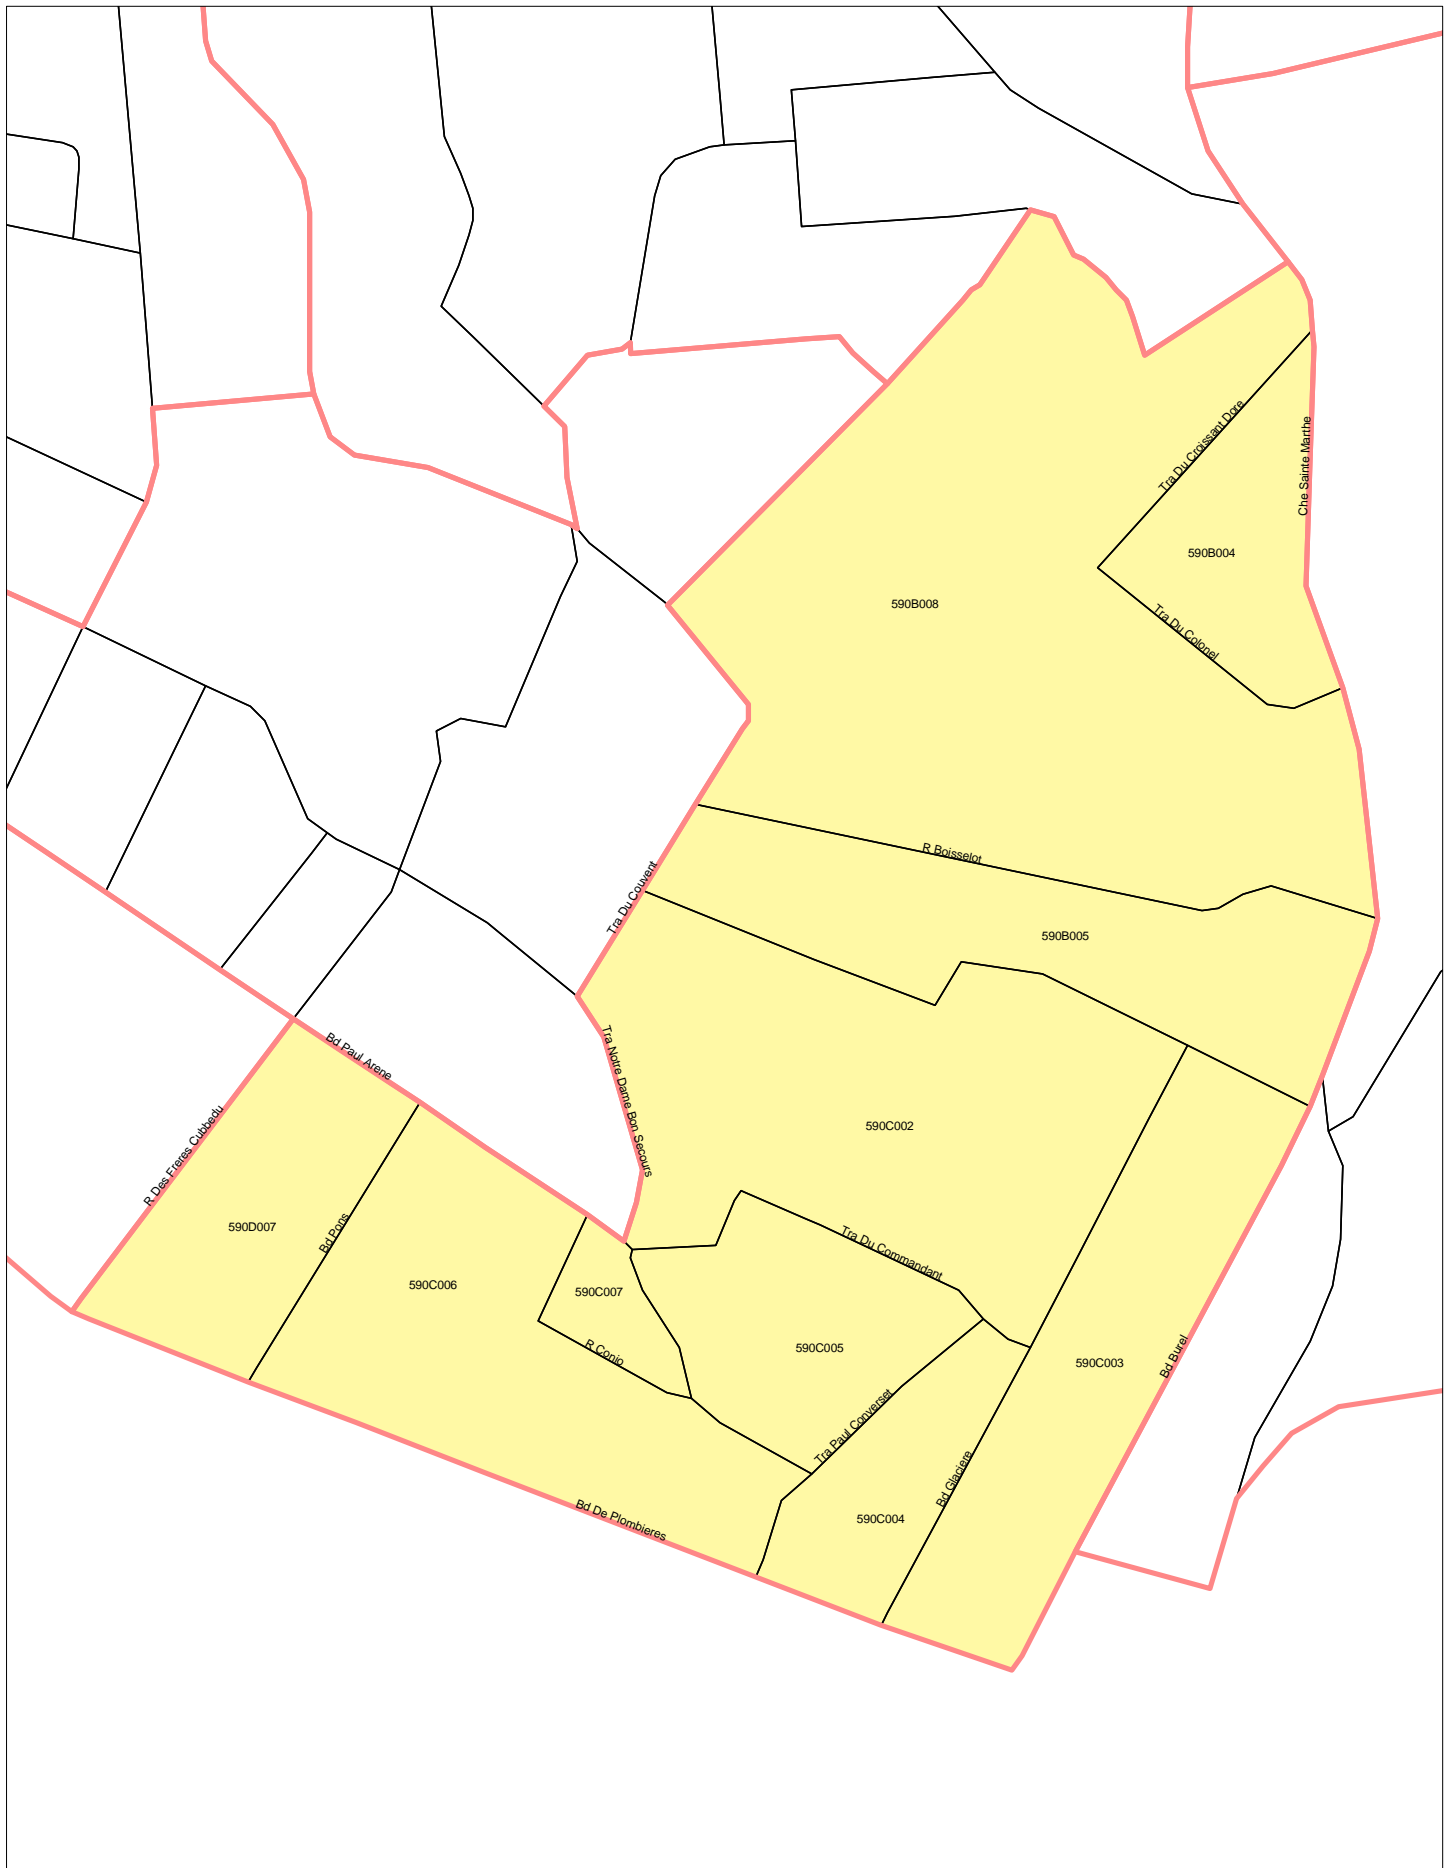 Tra Du Croissant Dore
Che Sainte Marthe
590B004
590B008
Tra Du Colonel
R Boisselot
Tra Du Couvent
590B005
Bd Paul Arene
Tra Notre Dame Bon Secours
590C002
R Des Freres Cubbedu
590D007
Bd Pons
Tra Du Commandant
590C006
590C007
590C005
R Conio
590C003
Bd Burel
Tra Paul Converset
Bd Glaciere
Bd De Plombieres
590C004